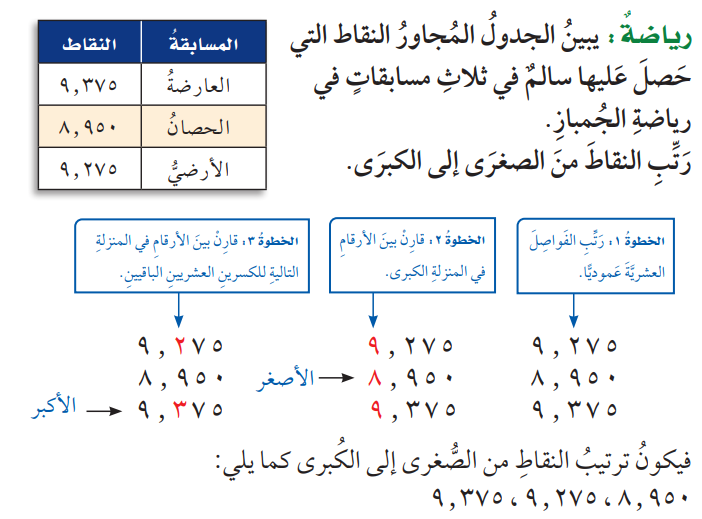 رياضةٌ: يبينُ الجدولُ المُجاورُ النقاط التي
حَصلَ عَليها سالمٌ في ثلاثِ مسابقاتٍ في
رياضةِ الجُمبازِ.
رَتِّبِ النقاطَ منَ الصغرَى إلى الكبرَى.
المسابقةُ النقاط
العارضةُ ٩,٣٧٥
الحصانُ ٨,٩٥٠
الأرضيُّ ٩,٢٧٥
الخطوةُ ١: رَتِّبِ الفَواصِلَ
العشريَّةَ عَموديًّا.
٩,٢٧٥
٨,٩٥٠
٩,٣٧٥
الخطوةُ ٢: قارِنْ بينَ الأرقامِ
في المنزلةِ الكبرى.
٩,٢٧٥
الأصغر ٨,٩٥٠
٩,٣٧٥
الخطوةُ ٣: قارِنْ بينَ الأرقامِ في المنزلةِ
التاليةِ للكسرينِ العشريينِ الباقيينِ.
٩,٢٧٥
٨,٩٥٠
الأكبر ٩,٣٧٥
فيكونُ ترتيبُ النقاطِ من الصُّغرى إلى الكُبرى كما يلي:
٨,٩٥٠ ، ٩,٢٧٥ ، ٩,٣٧٥